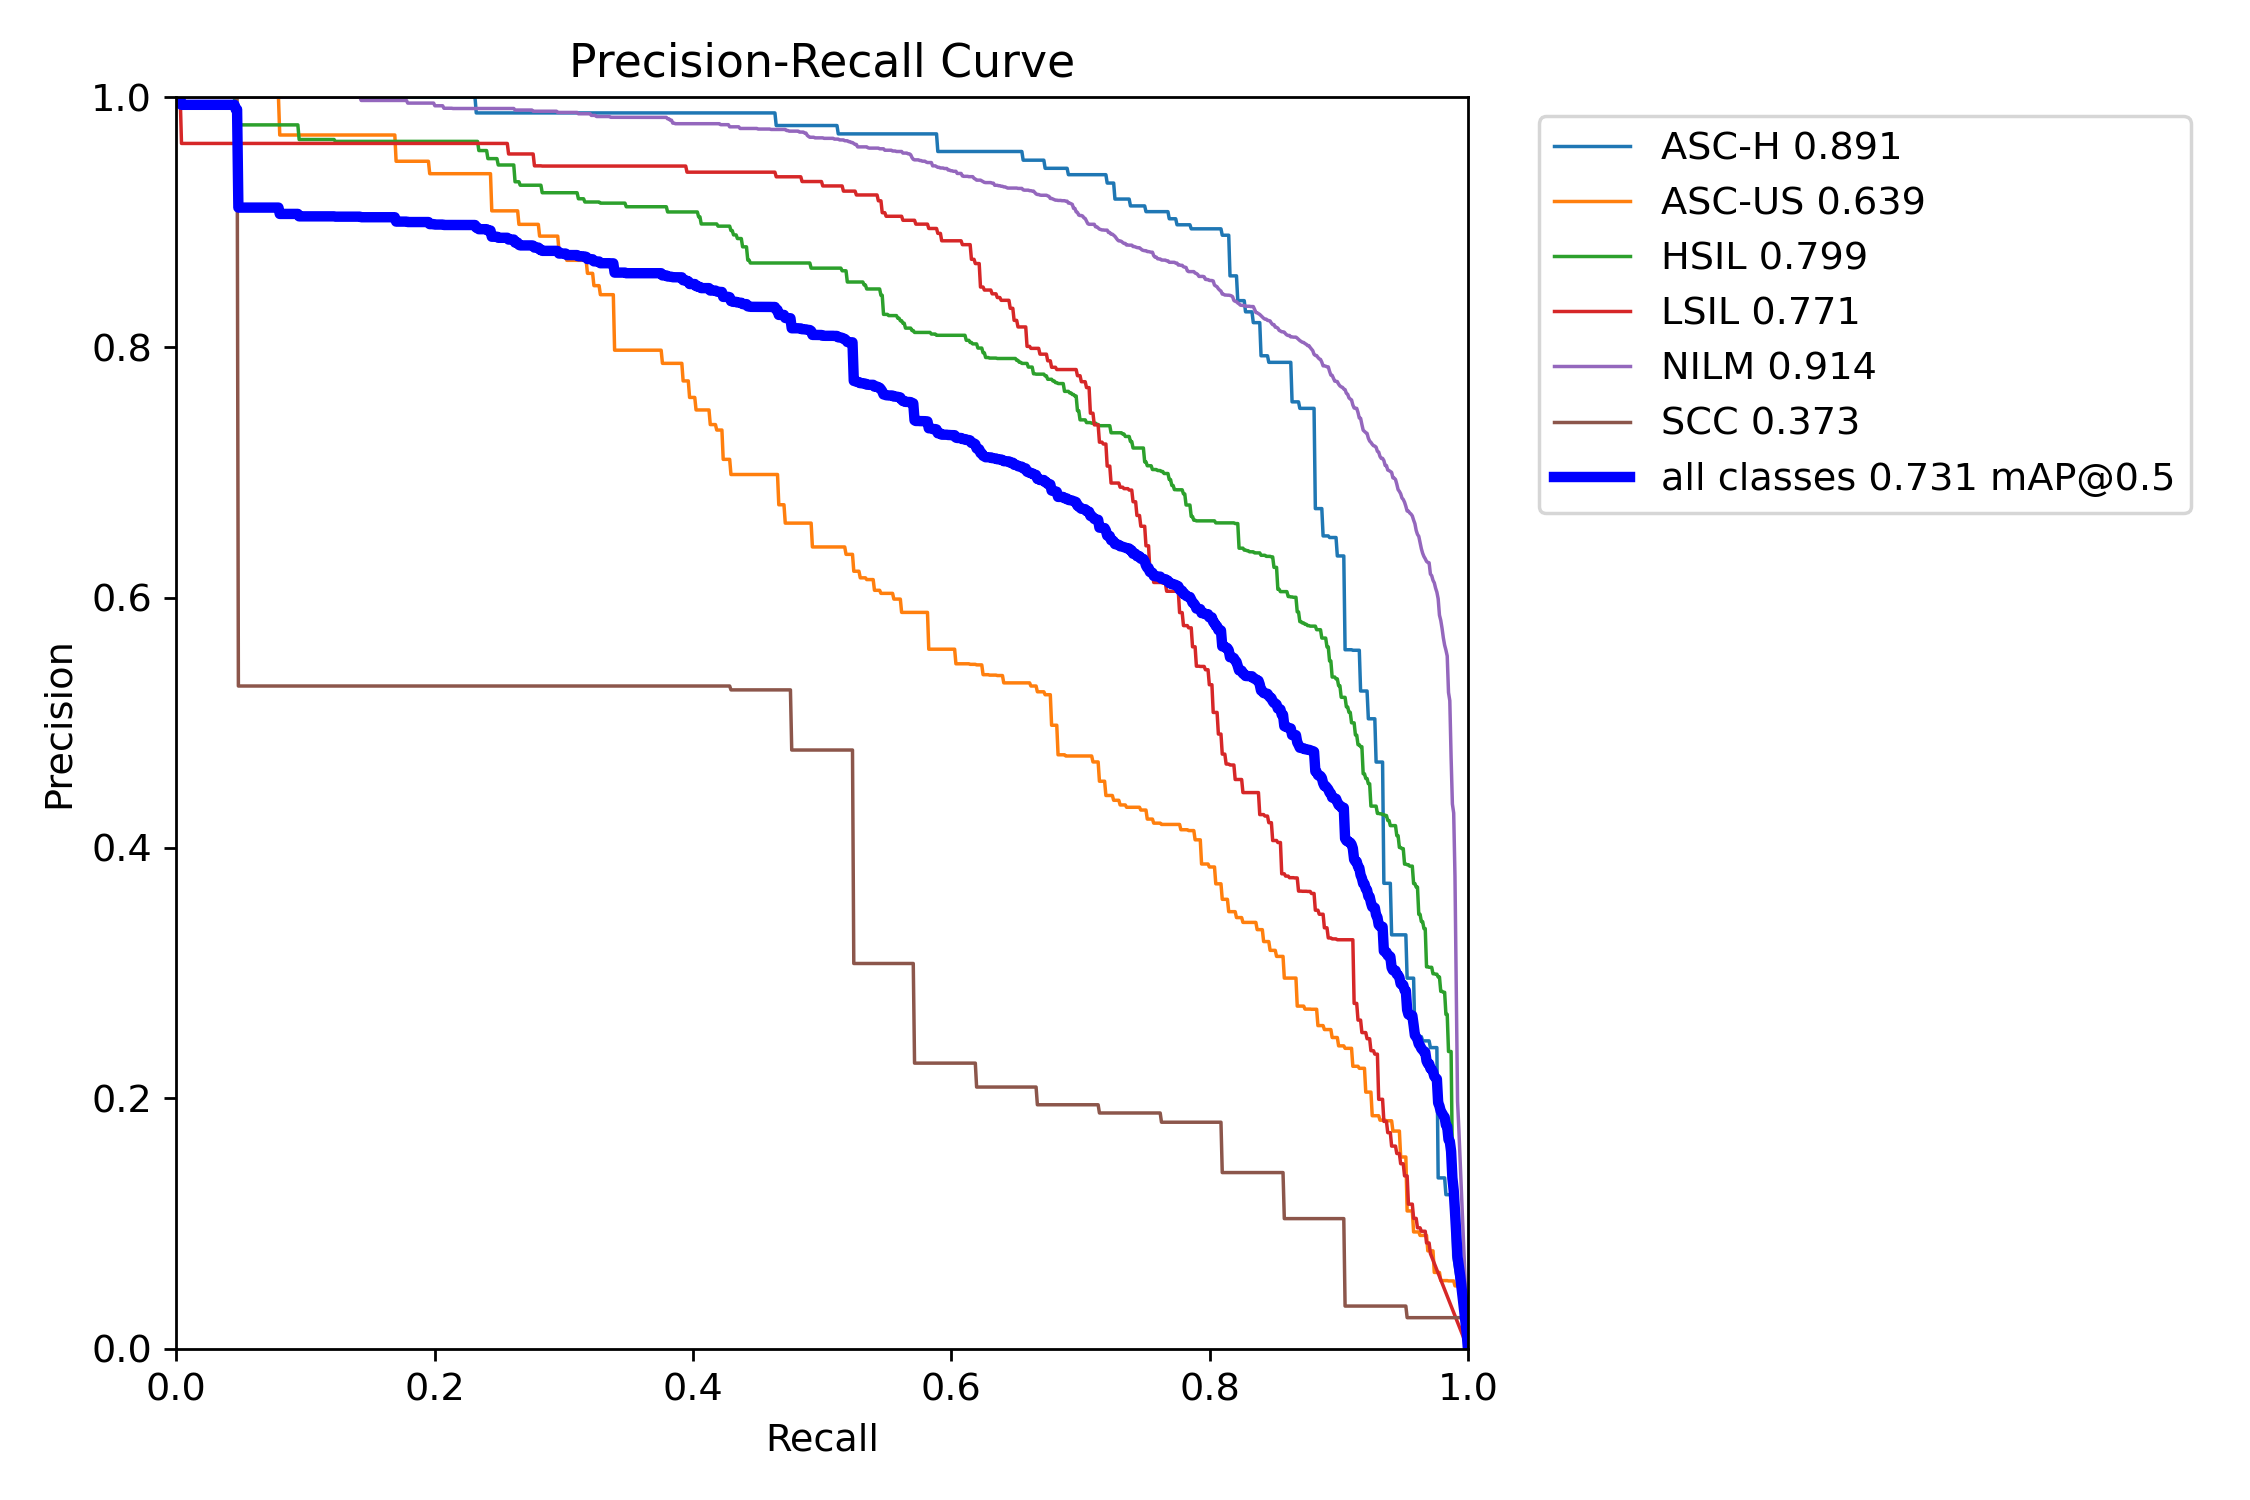 Precision-Recall Curve
1.0
0.8
0.6
0.4
0.2
0.0
Precision
0.0 0.2 0.4 0.6 0.8 1.0
Recall
ASC-H 0.891
ASC-US 0.639
HSIL 0.799
LSIL 0.771
NILM 0.914
SCC 0.373
all classes 0.731 mAP@0.5